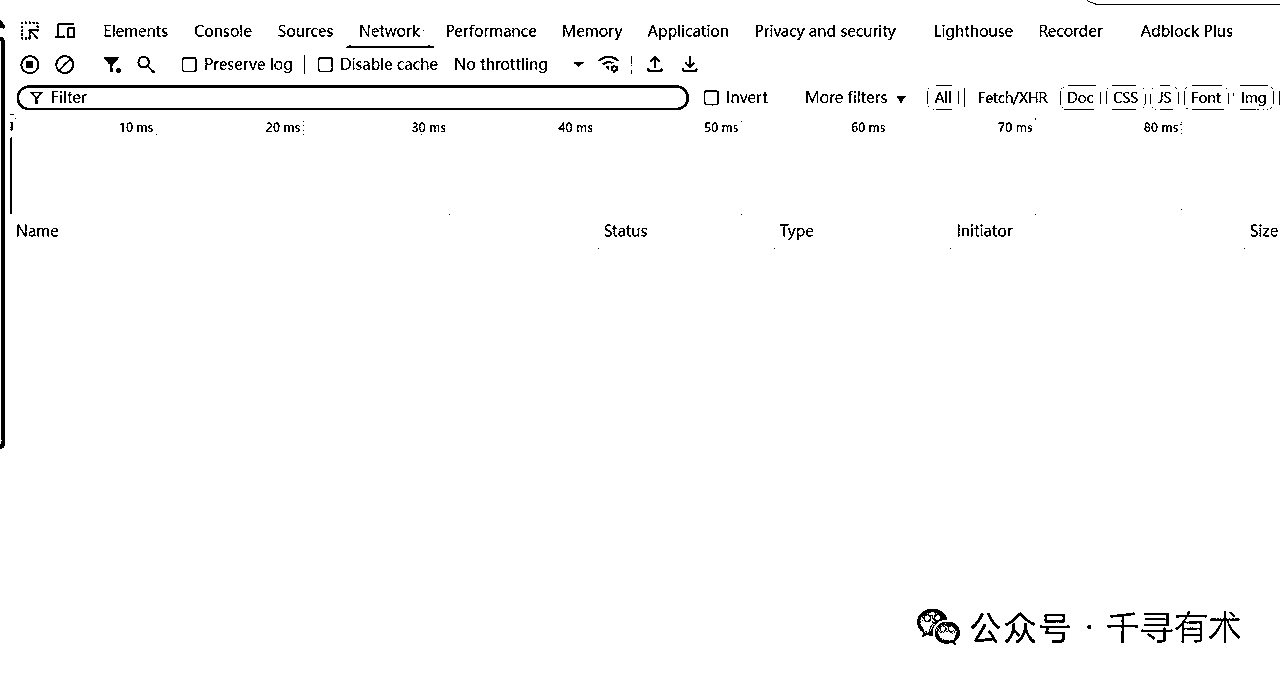 Elements Console Sources Network Performance Memory Application Privacy and security Lighthouse Recorder Adblock Plus
Preserve log Disable cache No throttling
Filter Invert More filters All Fetch/XHR Doc CSS JS Font Img
10 ms 20 ms 30 ms 40 ms 50 ms 60 ms 70 ms 80 ms
Name Status Type Initiator Size
公众号 · 千寻有术